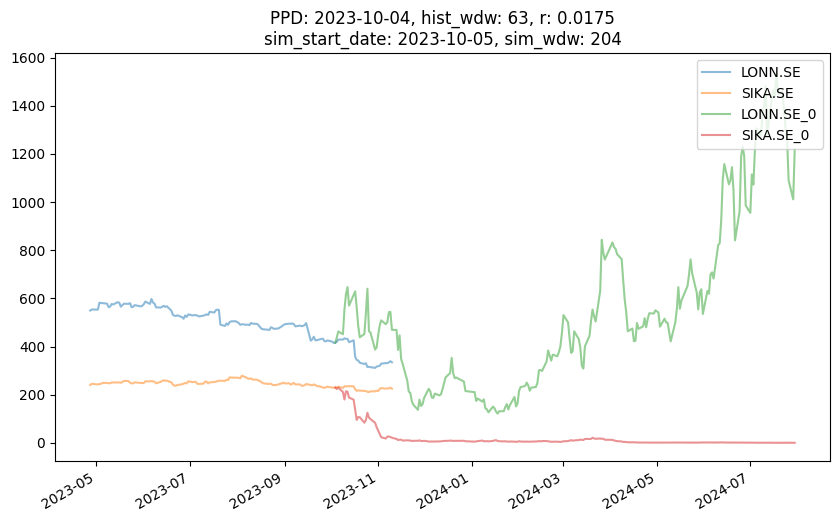 PPD: 2023-10-04, hist_wdw: 63, r: 0.0175
sim_start_date: 2023-10-05, sim_wdw: 204
1600
1400
1200
1000
800
600
400
200
0
LONN.SE
SIKA.SE
LONN.SE_0
SIKA.SE_0
2023-05
2023-07
2023-09
2023-11
2024-01
2024-03
2024-05
2024-07